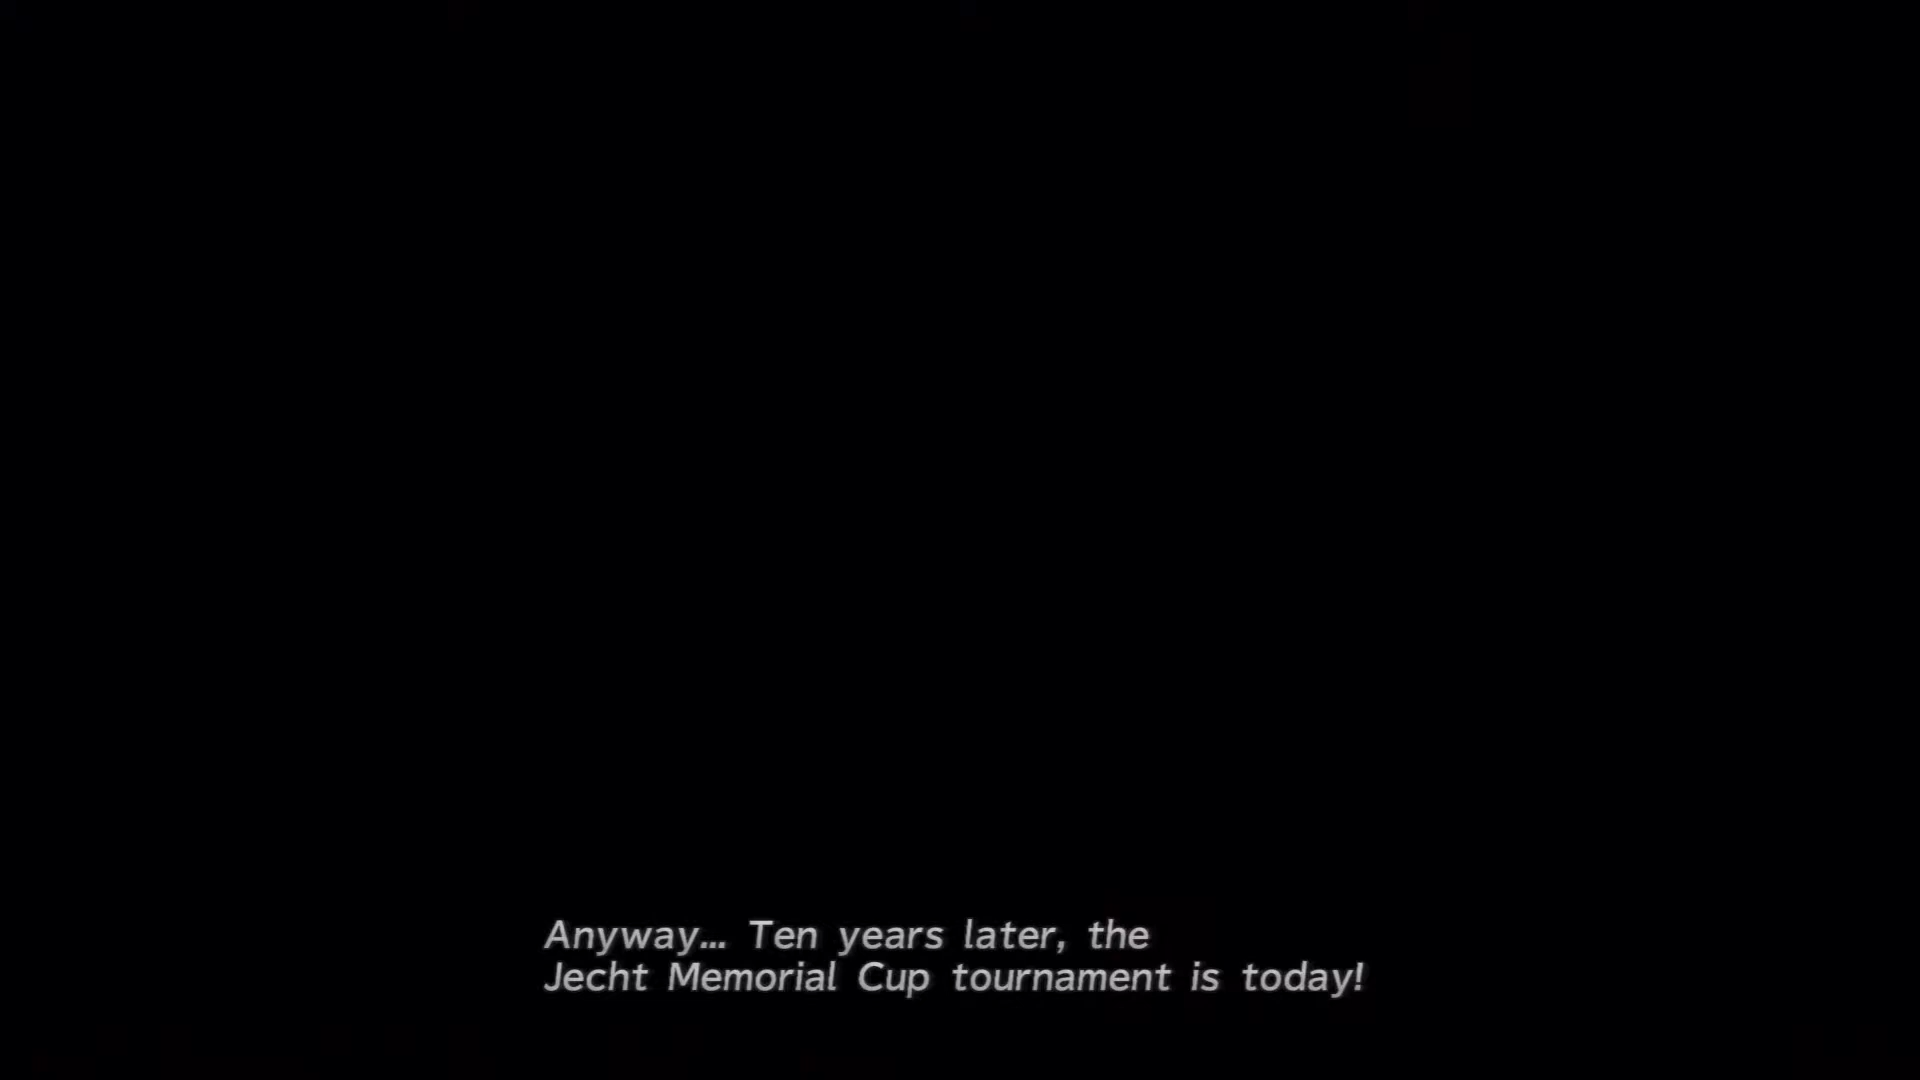 Anyway... Ten years later, the
Jecht Memorial Cup tournament is today!